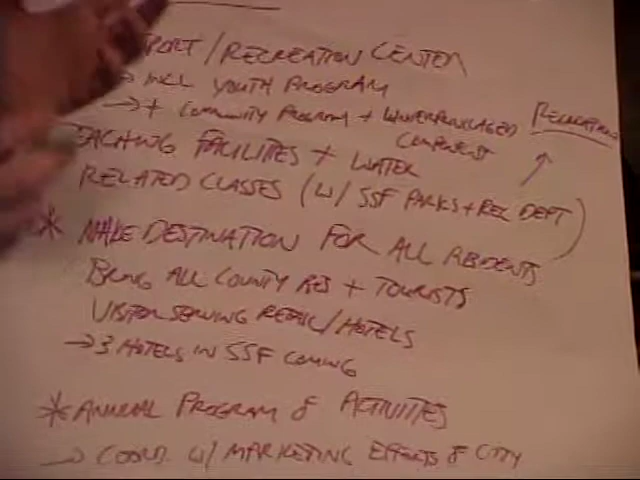 PORT / RECREATION CENTER
→ INCL YOUTH PROGRAM
→ + COMMUNITY PROGRAM + UNDERPRIVILEGED COMPONENT
RECREATION
TEACHING FACILITIES + WATER
RELATED CLASSES (W/ SSF PARKS + REC DEPT)
* MAKE DESTINATION FOR ALL RESIDENTS
BRING ALL COUNTY RES + TOURISTS
VISITOR SERVING RETAIL/HOTELS
→ 3 HOTELS IN SSF COMING
* ANNUAL PROGRAM OF ACTIVITIES
→ COORD. W/ MARKETING EFFORTS OF CITY